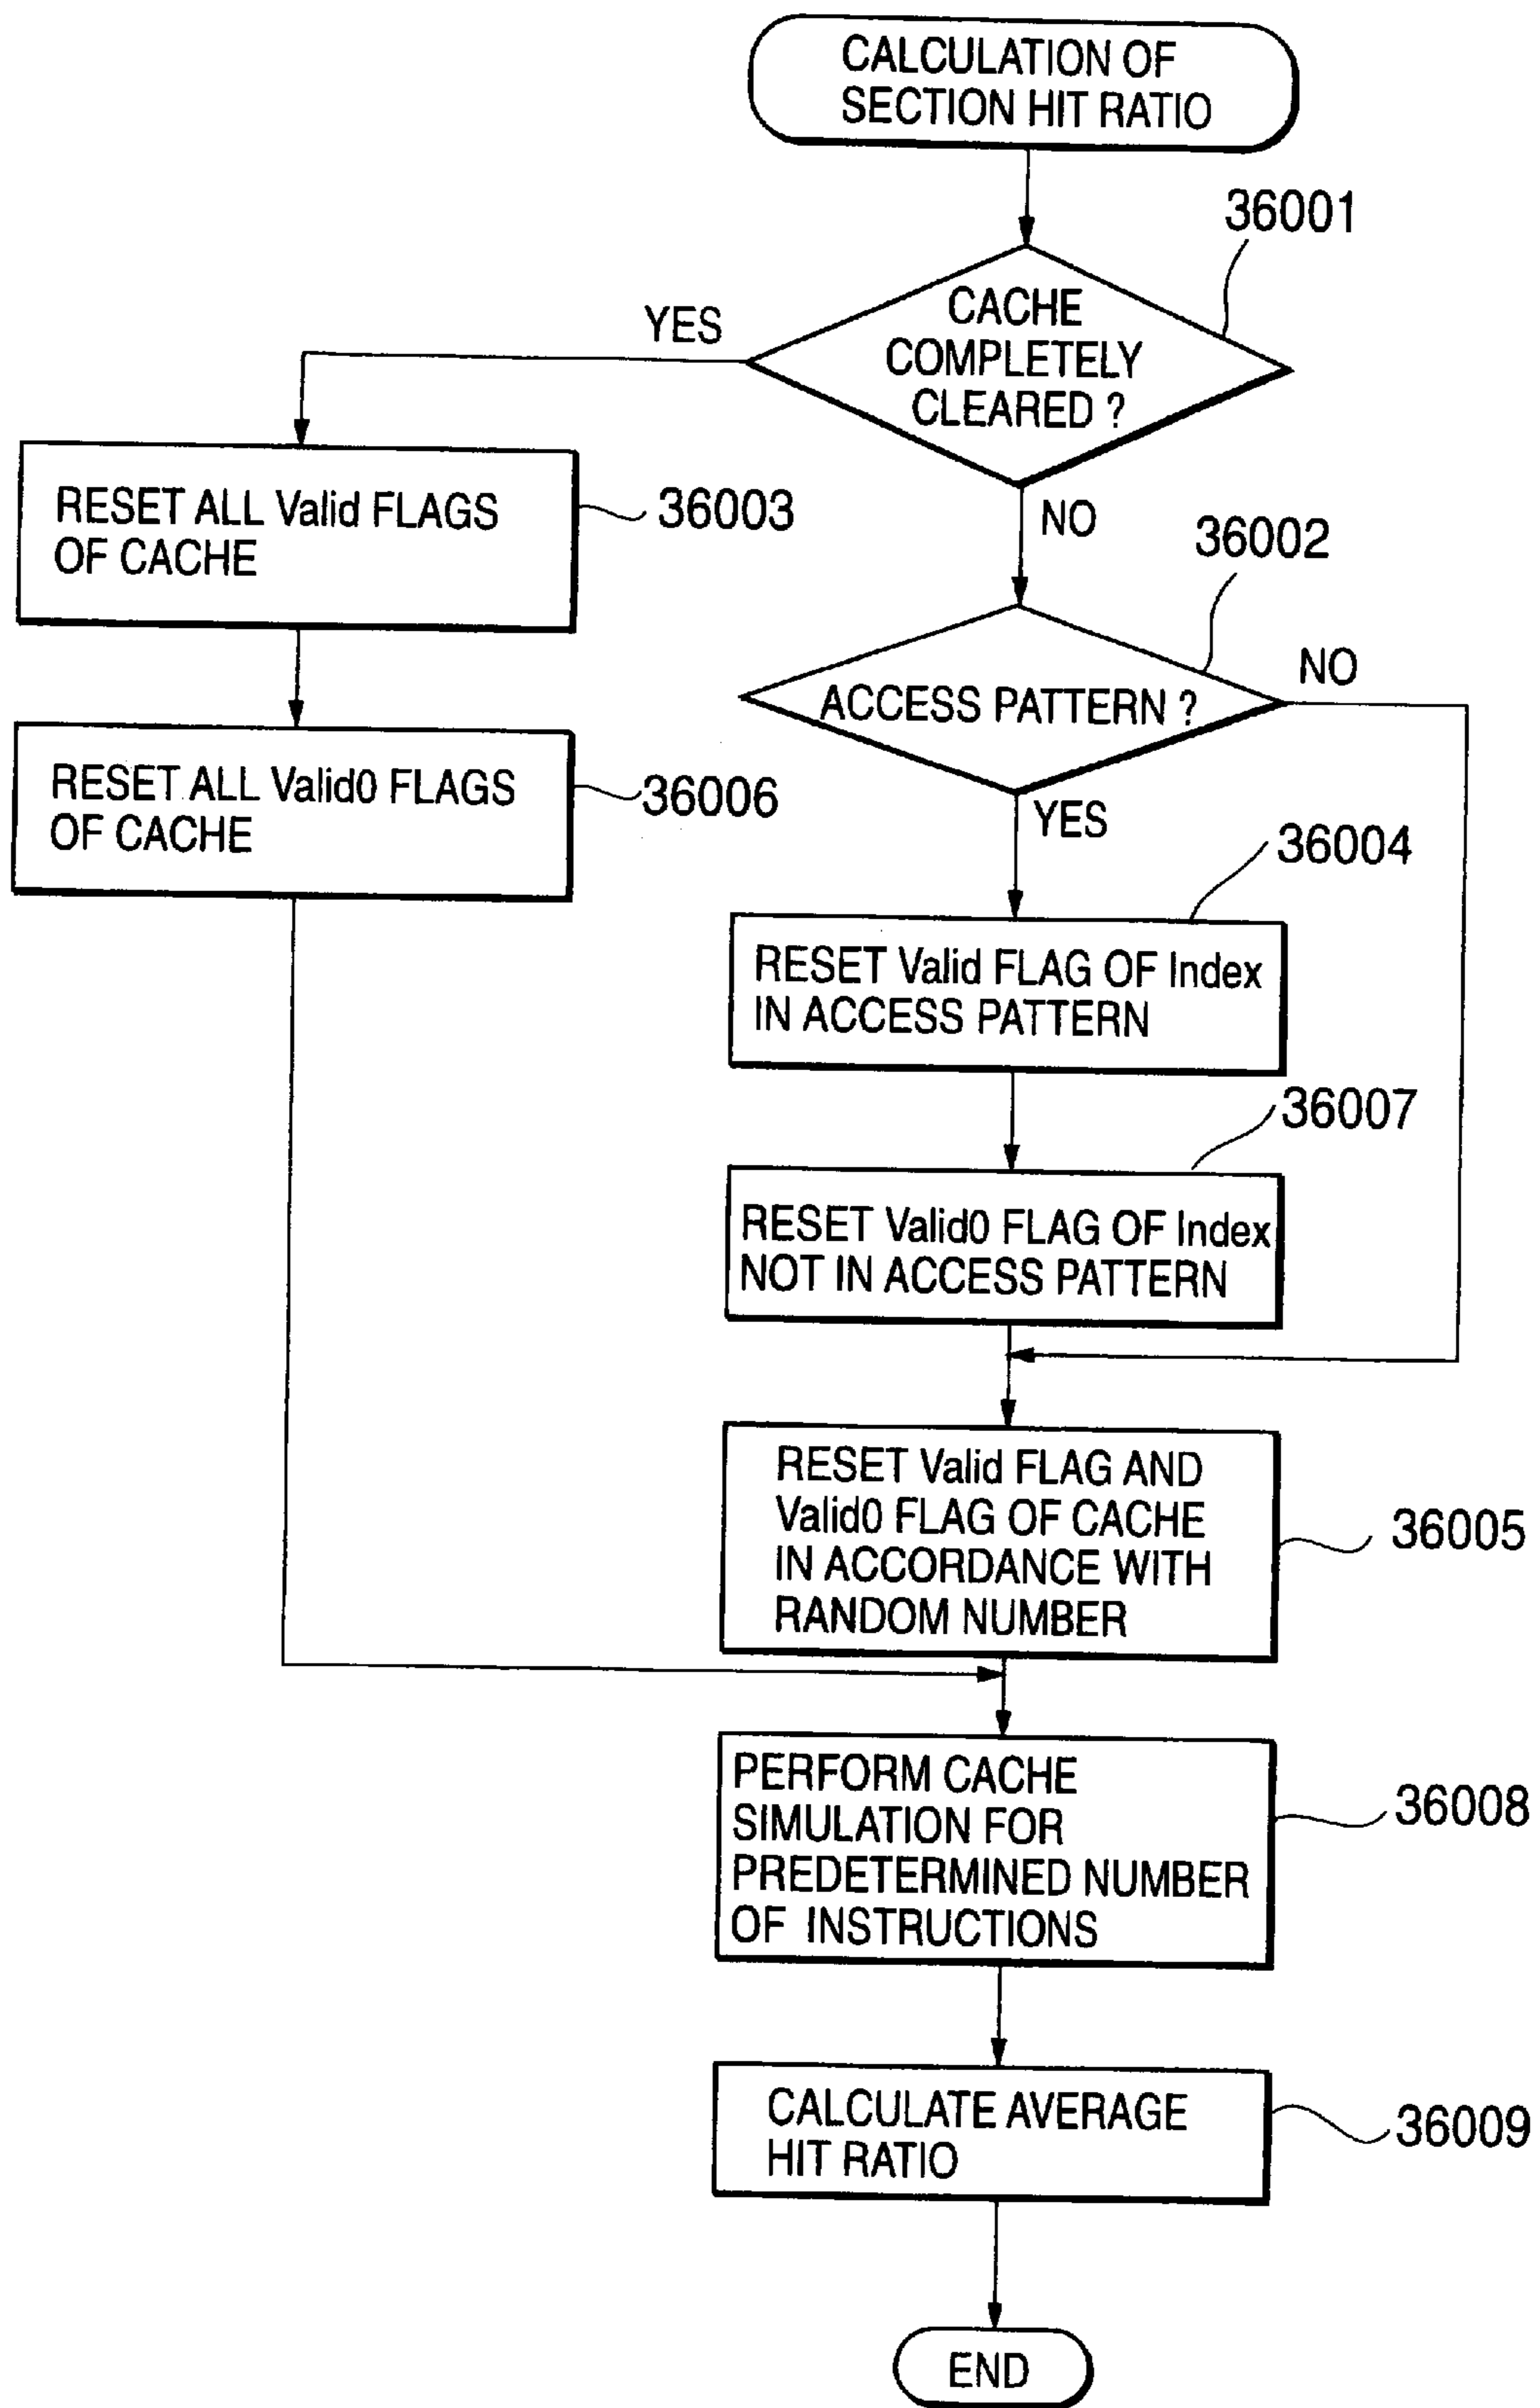 CALCULATION OF
SECTION HIT RATIO
36001
CACHE
COMPLETELY
CLEARED ?
YES
NO
RESET ALL Valid FLAGS
OF CACHE
36003
36002
ACCESS PATTERN ?
NO
YES
RESET ALL Valid0 FLAGS
OF CACHE
36006
36004
RESET Valid FLAG OF Index
IN ACCESS PATTERN
36007
RESET Valid0 FLAG OF Index
NOT IN ACCESS PATTERN
RESET Valid FLAG AND
Valid0 FLAG OF CACHE
IN ACCORDANCE WITH
RANDOM NUMBER
36005
PERFORM CACHE
SIMULATION FOR
PREDETERMINED NUMBER
OF INSTRUCTIONS
36008
CALCULATE AVERAGE
HIT RATIO
36009
END